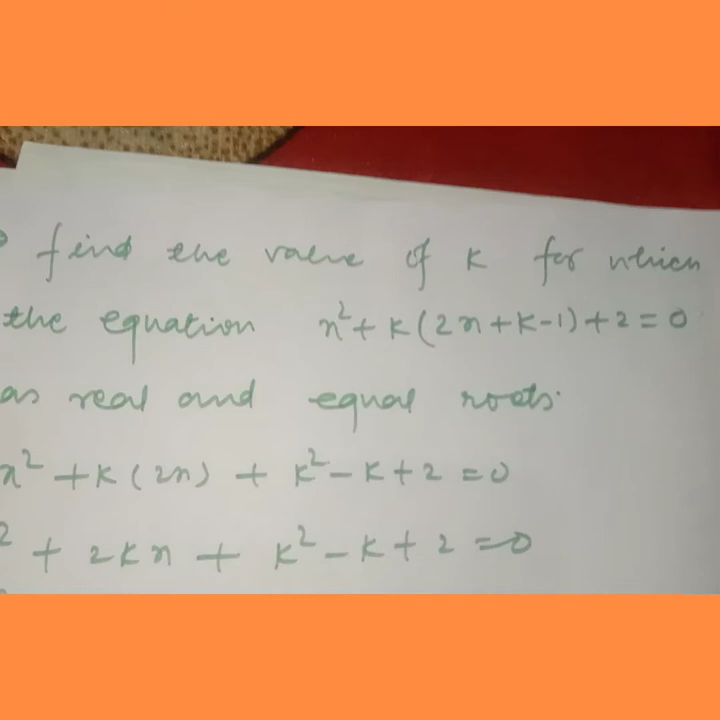 find the value of k for which
the equation x² + k(2x + k - 1) + 2 = 0
as real and equal roots.
x² + k(2x) + k² - k + 2 = 0
² + 2kx + k² - k + 2 = 0